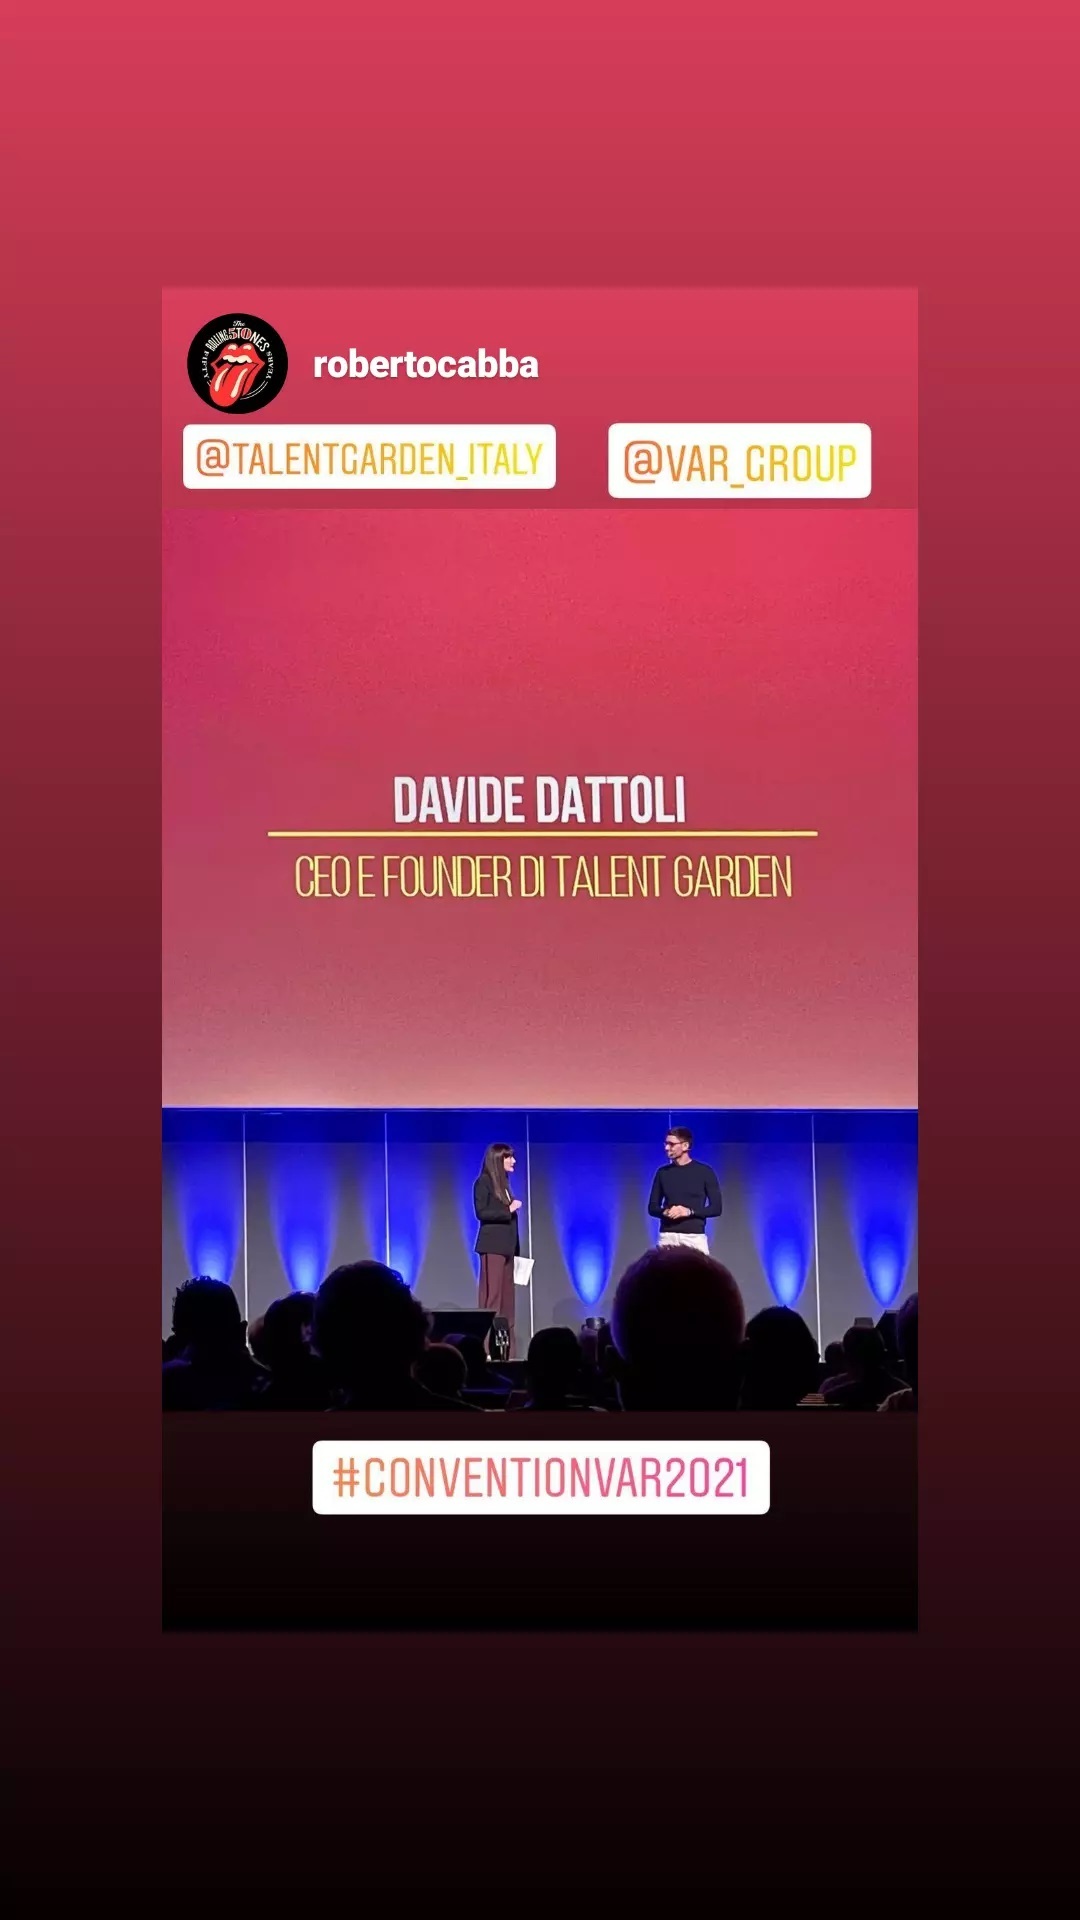 The
ROLLING STONES
FIFTY YEARS
robertocabba
@TALENTGARDEN_ITALY
@VAR_GROUP
DAVIDE DATTOLI
CEO E FOUNDER DI TALENT GARDEN
#CONVENTIONVAR2021